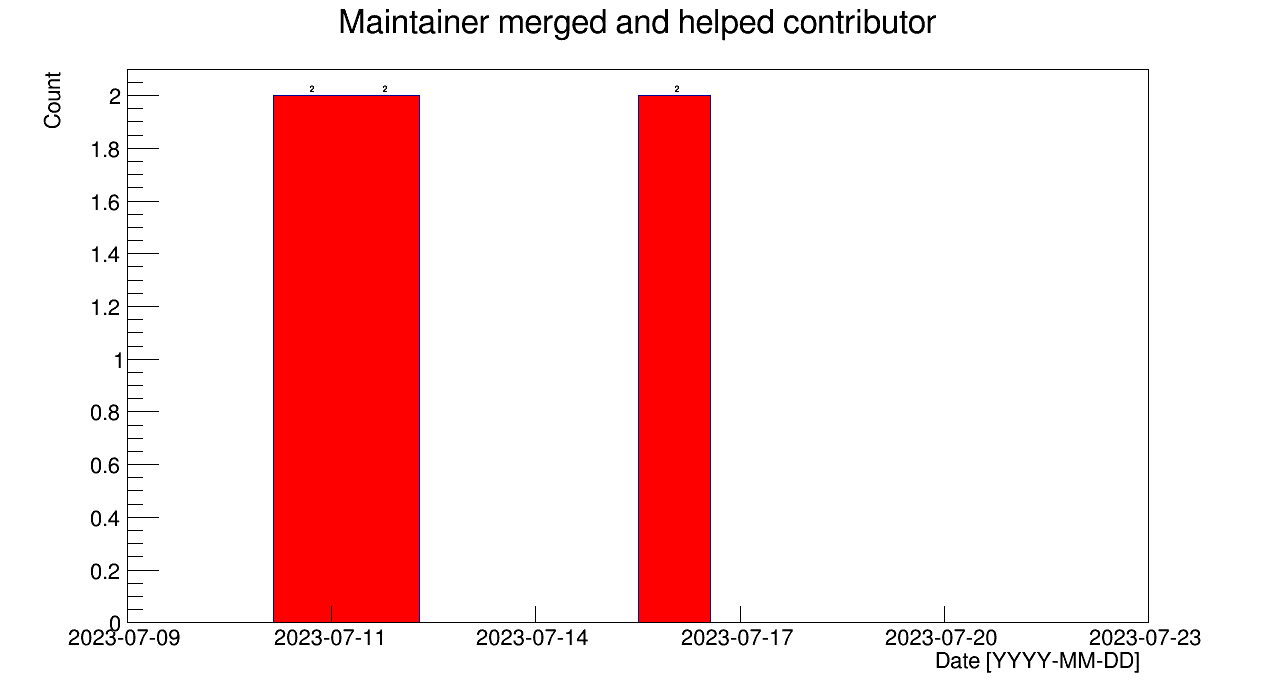 Maintainer merged and helped contributor
Count
2
1.8
1.6
1.4
1.2
1
0.8
0.6
0.4
0.2
0
2 2 2
2023-07-09 2023-07-11 2023-07-14 2023-07-17 2023-07-20 2023-07-23
Date [YYYY-MM-DD]